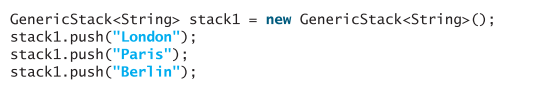 GenericStack<String> stack1 = new GenericStack<String>();
stack1.push("London");
stack1.push("Paris");
stack1.push("Berlin");